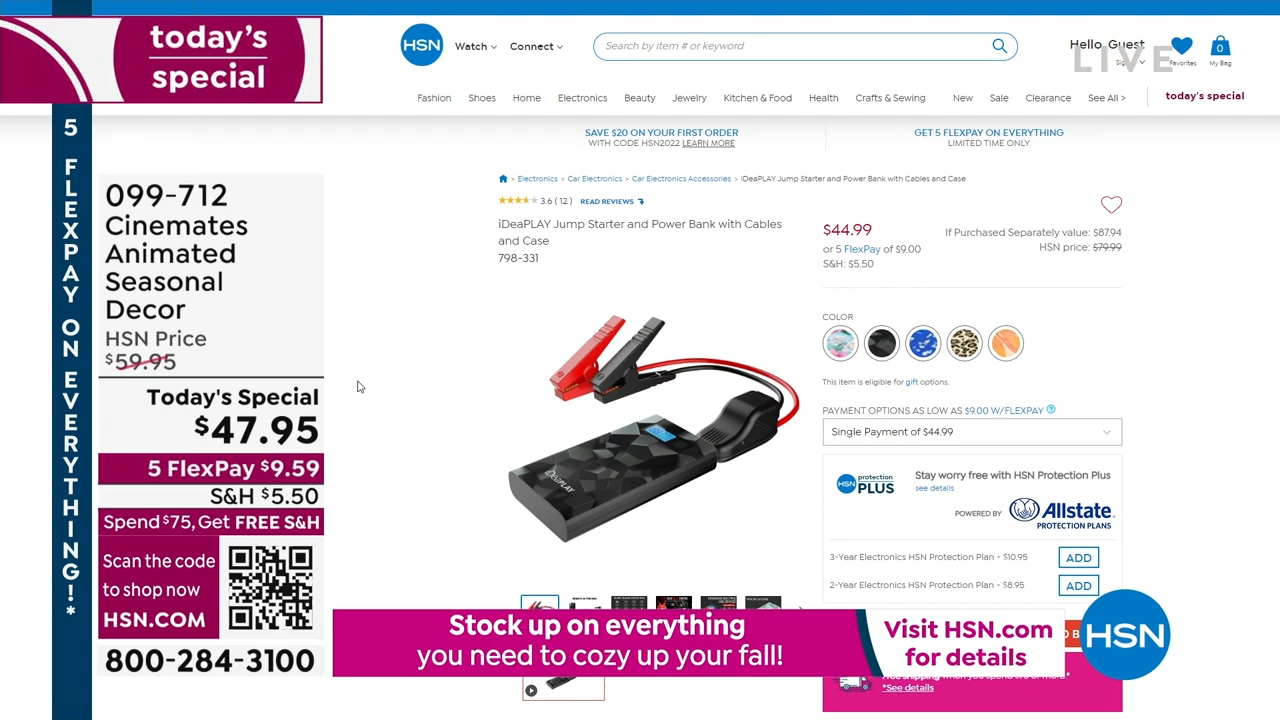 today's
special
5 FLEXPAY ON EVERYTHING!*
099-712
Cinemates
Animated
Seasonal
Decor
HSN Price
$59.95
Today's Special
$47.95
5 FlexPay $9.59
S&H $5.50
Spend $75, Get FREE S&H
Scan the code
to shop now
HSN.COM
800-284-3100
HSN
Watch
Connect
Search by item # or keyword
Hello, Guest
LIVE
Favorites
0
My Bag
Fashion Shoes Home Electronics Beauty Jewelry Kitchen & Food Health Crafts & Sewing New Sale Clearance See All > today's special
SAVE $20 ON YOUR FIRST ORDER
WITH CODE HSN2022 LEARN MORE
GET 5 FLEXPAY ON EVERYTHING
LIMITED TIME ONLY
> Electronics > Car Electronics > Car Electronics Accessories > iDeaPLAY Jump Starter and Power Bank with Cables and Case
3.6 ( 12 ) READ REVIEWS
iDeaPLAY Jump Starter and Power Bank with Cables
and Case
798-331
$44.99
or 5 FlexPay of $9.00
S&H: $5.50
If Purchased Separately value: $87.94
HSN price: $79.99
COLOR
This item is eligible for gift options.
PAYMENT OPTIONS AS LOW AS $9.00 W/FLEXPAY
Single Payment of $44.99
iDeaPLAY
HSN protection PLUS
Stay worry free with HSN Protection Plus
see details
POWERED BY
Allstate
PROTECTION PLANS
3-Year Electronics HSN Protection Plan - $10.95
ADD
2-Year Electronics HSN Protection Plan - $8.95
ADD
Stock up on everything
you need to cozy up your fall!
Visit HSN.com
for details
HSN
*See details